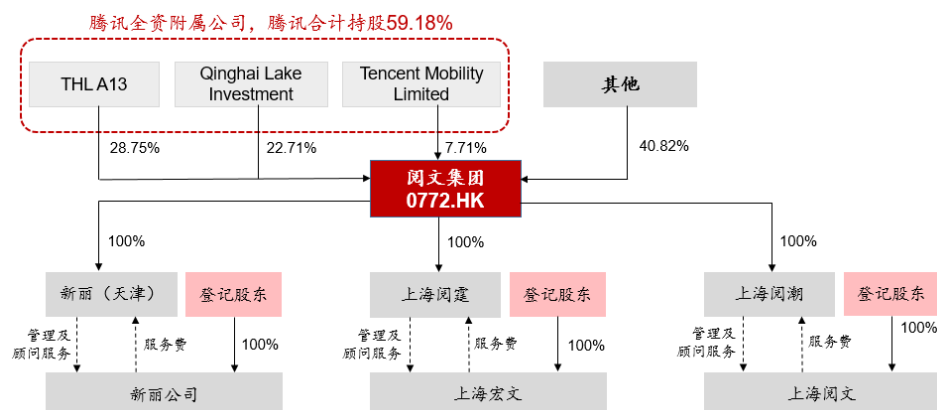 腾讯全资附属公司，腾讯合计持股59.18%
THL A13
Qinghai Lake
Investment
Tencent Mobility
Limited
其他
28.75%
22.71%
7.71%
40.82%
阅文集团
0772.HK
100%
100%
100%
新丽（天津）
登记股东
上海阅霆
登记股东
上海阅潮
登记股东
管理及
顾问服务
服务费
100%
管理及
顾问服务
服务费
100%
管理及
顾问服务
服务费
100%
新丽公司
上海宏文
上海阅文